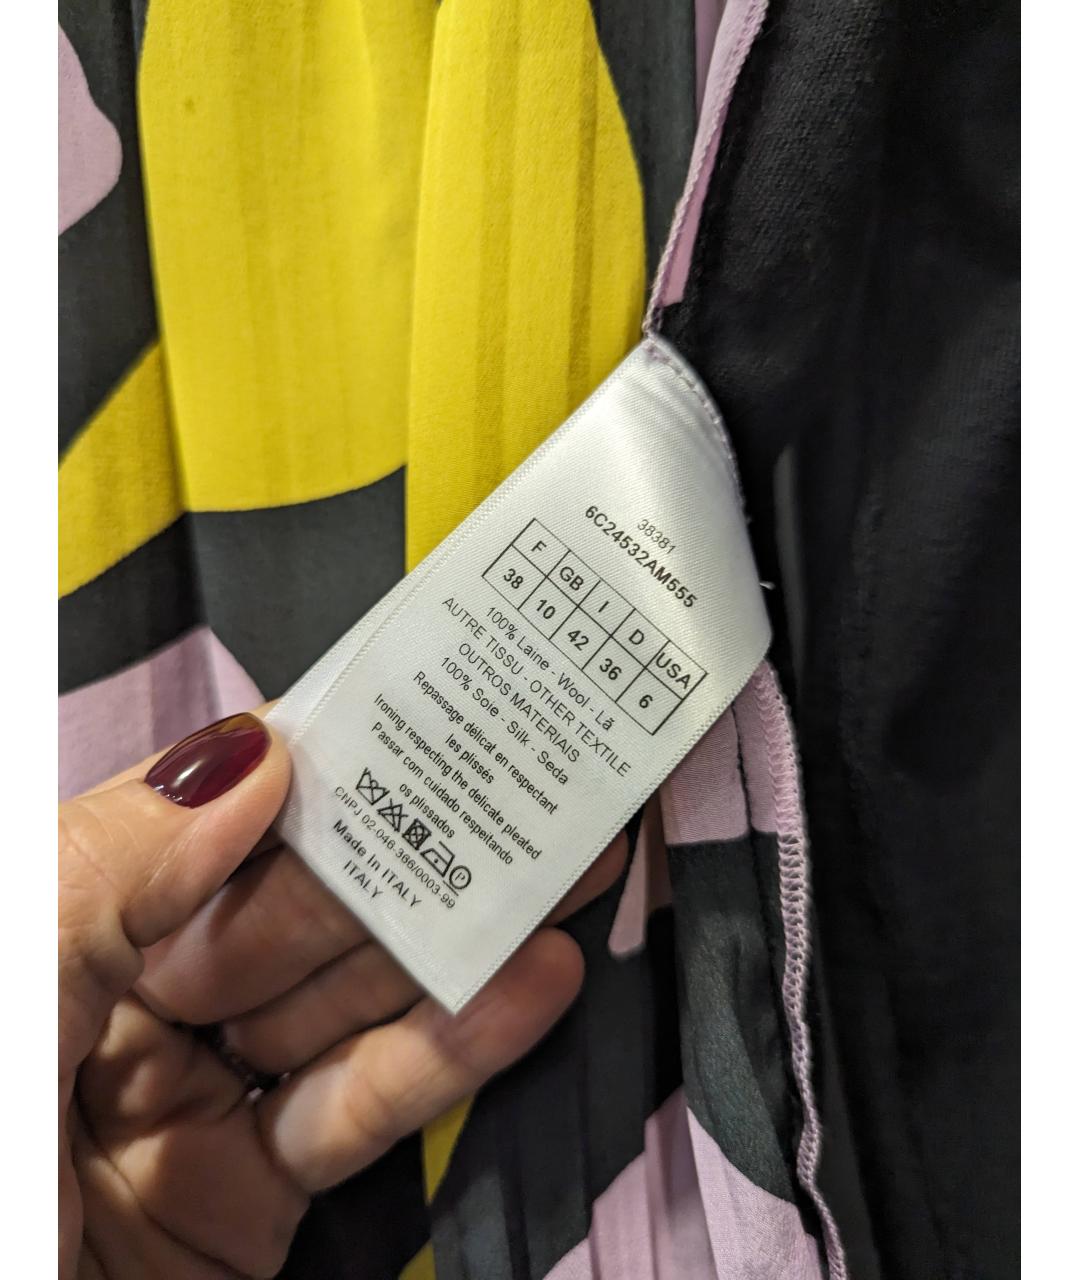 38381
6C24532AM555
F GB I D USA
38 10 42 36 6
100% Laine - Wool - Lã
AUTRE TISSU - OTHER TEXTILE
OUTROS MATERIAIS
100% Soie - Silk - Seda
Repassage délicat en respectant
les plissés
Ironing respecting the delicate pleated
Passar com cuidado respeitando
os plissados
P
CNPJ 02-046-386/0003-99
Made In ITALY
ITALY